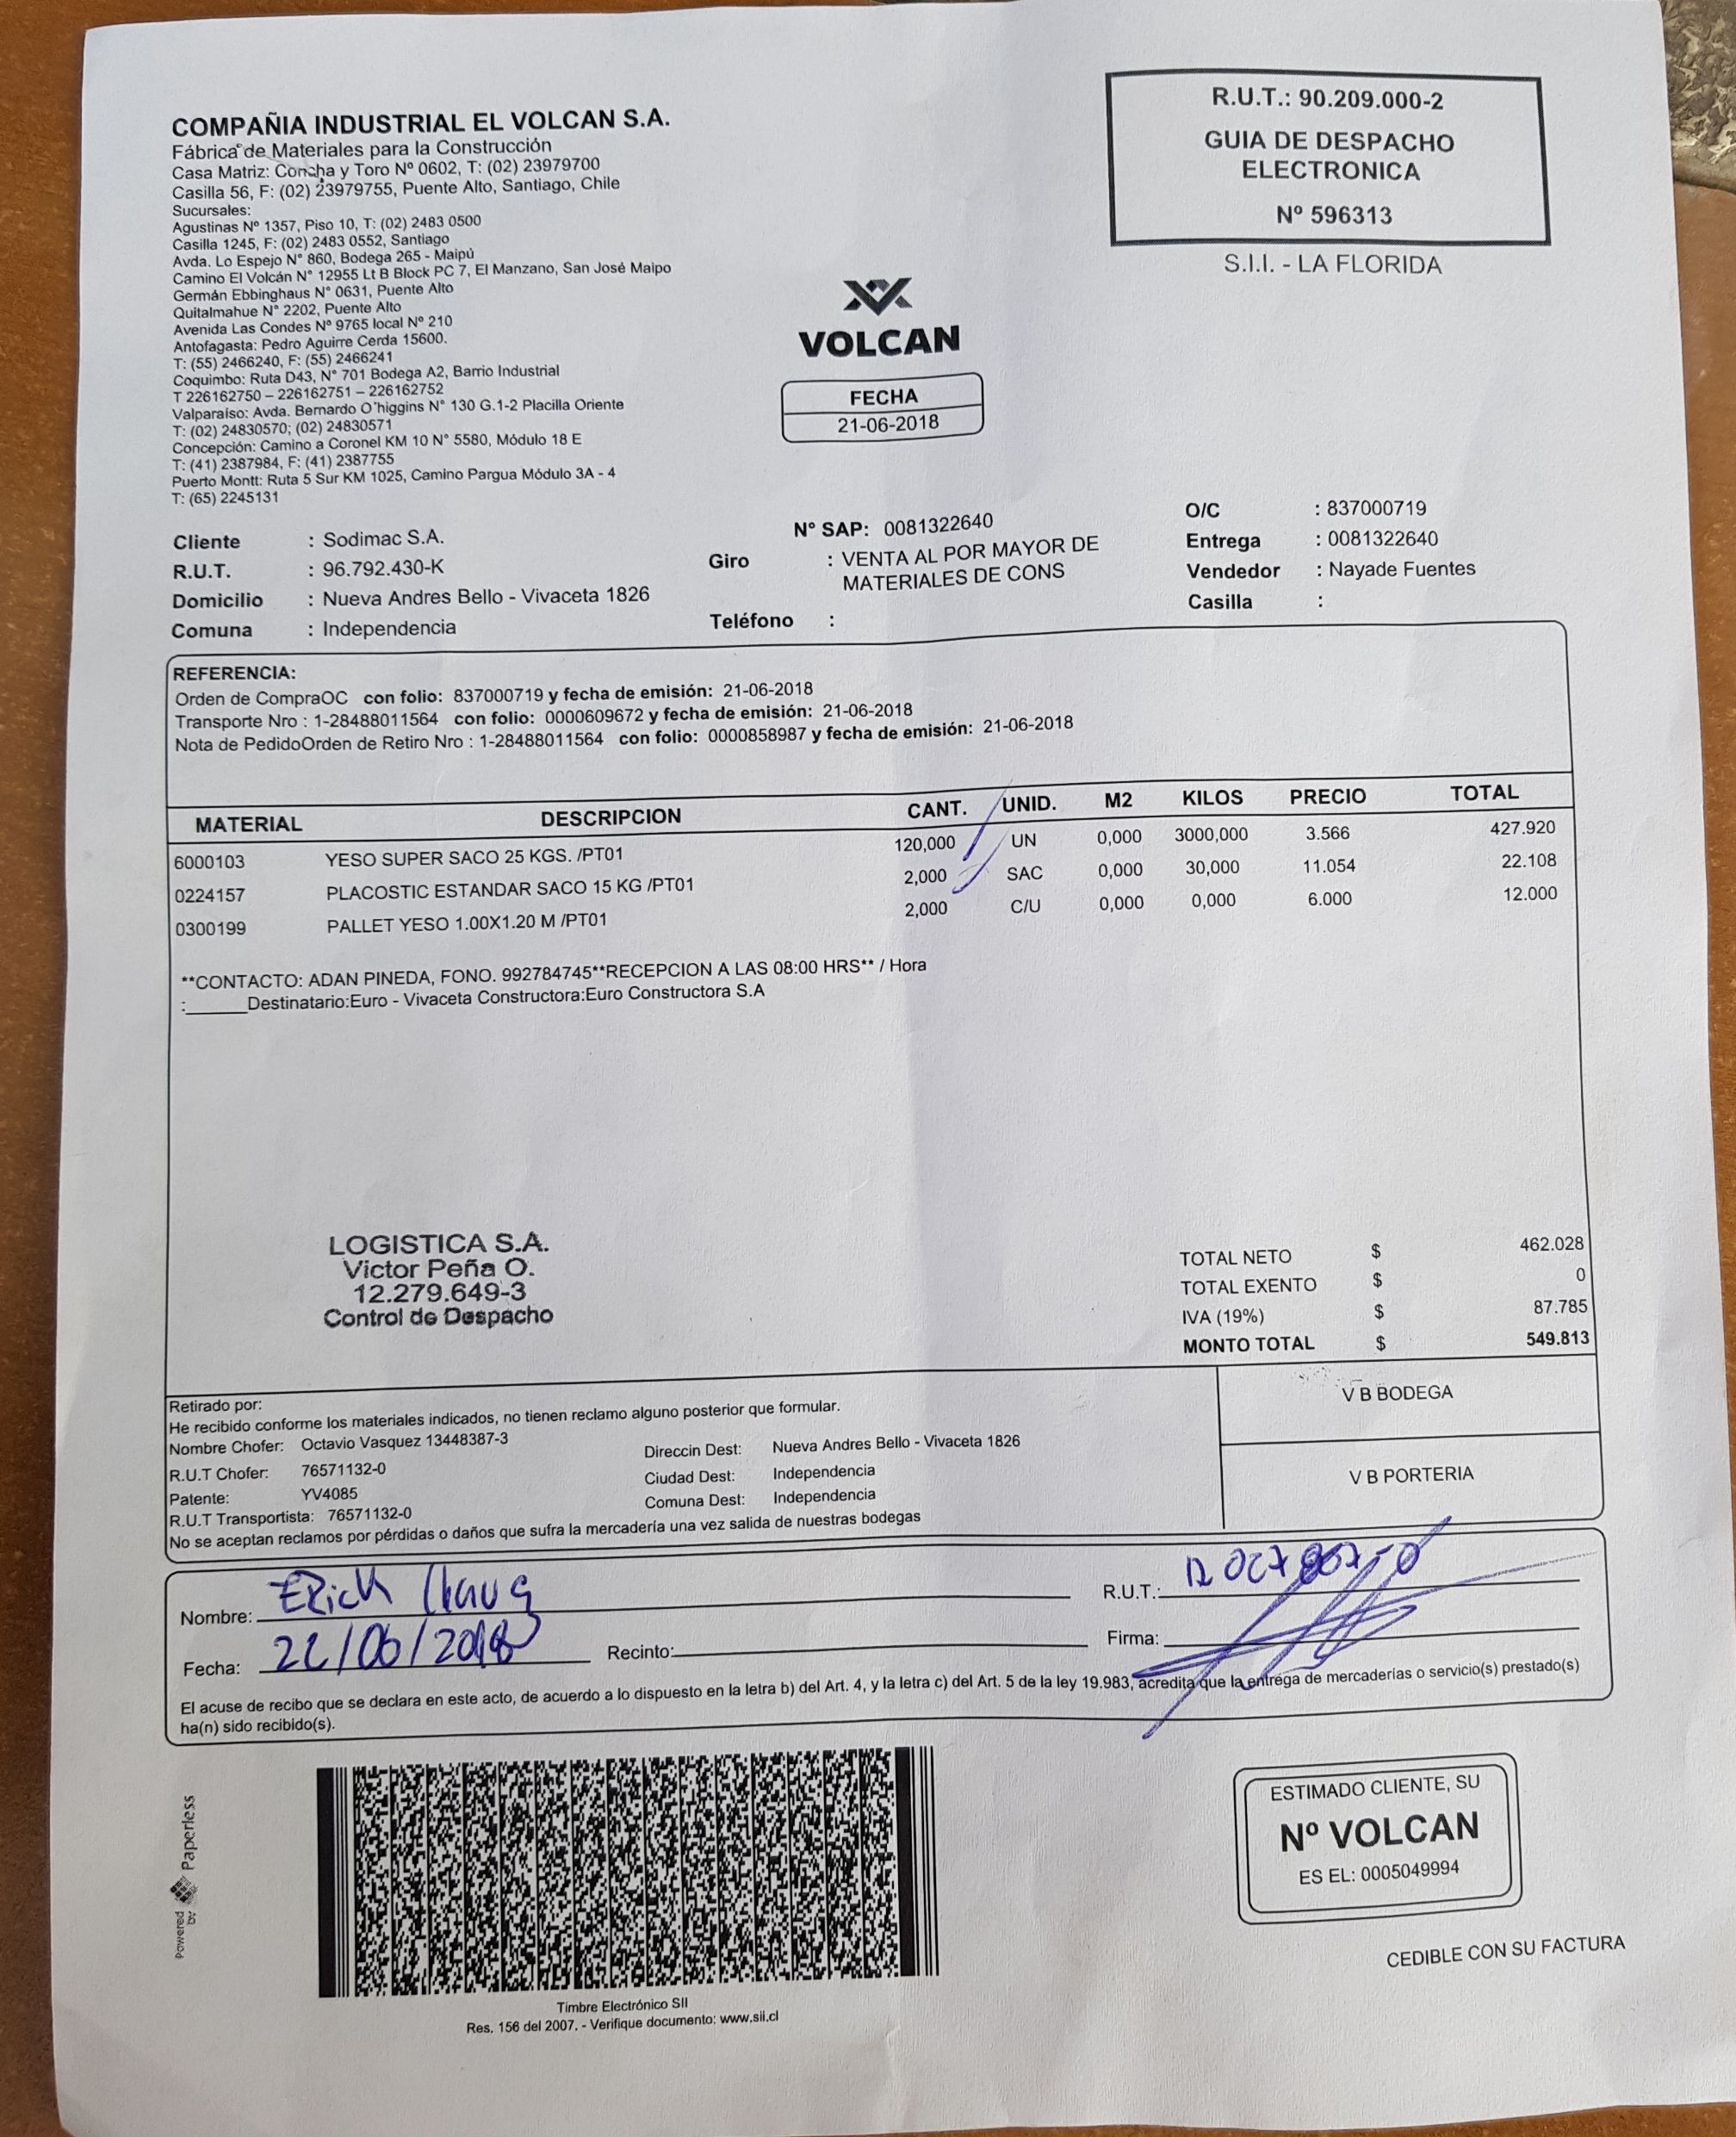 COMPAÑIA INDUSTRIAL EL VOLCAN S.A.
Fábrica de Materiales para la Construcción
Casa Matriz: Concha y Toro Nº 0602, T: (02) 23979700
Casilla 56, F: (02) 23979755, Puente Alto, Santiago, Chile
Sucursales:
Agustinas Nº 1357, Piso 10, T: (02) 2483 0500
Casilla 1245, F: (02) 2483 0552, Santiago
Avda. Lo Espejo N° 860, Bodega 265 - Maipú
Camino El Volcán N° 12955 Lt B Block PC 7, El Manzano, San José Maipo
Germán Ebbinghaus N° 0631, Puente Alto
Quitalmahue N° 2202, Puente Alto
Avenida Las Condes Nº 9765 local Nº 210
Antofagasta: Pedro Aguirre Cerda 15600.
T: (55) 2466240, F: (55) 2466241
Coquimbo: Ruta D43, N° 701 Bodega A2, Barrio Industrial
T 226162750 – 226162751 – 226162752
Valparaíso: Avda. Bernardo O'higgins N° 130 G.1-2 Placilla Oriente
T: (02) 24830570; (02) 24830571
Concepción: Camino a Coronel KM 10 N° 5580, Módulo 18 E
T: (41) 2387984, F: (41) 2387755
Puerto Montt: Ruta 5 Sur KM 1025, Camino Pargua Módulo 3A - 4
T: (65) 2245131
R.U.T.: 90.209.000-2
GUIA DE DESPACHO
ELECTRONICA
Nº 596313
S.I.I. - LA FLORIDA
VOLCAN
FECHA
21-06-2018
Cliente : Sodimac S.A.
R.U.T. : 96.792.430-K
Domicilio : Nueva Andres Bello - Vivaceta 1826
Comuna : Independencia
N° SAP: 0081322640
Giro : VENTA AL POR MAYOR DE
MATERIALES DE CONS
Teléfono :
O/C : 837000719
Entrega : 0081322640
Vendedor : Nayade Fuentes
Casilla :
REFERENCIA:
Orden de CompraOC con folio: 837000719 y fecha de emisión: 21-06-2018
Transporte Nro : 1-28488011564 con folio: 0000609672 y fecha de emisión: 21-06-2018
Nota de PedidoOrden de Retiro Nro : 1-28488011564 con folio: 0000858987 y fecha de emisión: 21-06-2018
MATERIAL DESCRIPCION CANT. UNID. M2 KILOS PRECIO TOTAL
6000103 YESO SUPER SACO 25 KGS. /PT01 120,000 UN 0,000 3000,000 3.566 427.920
0224157 PLACOSTIC ESTANDAR SACO 15 KG /PT01 2,000 SAC 0,000 30,000 11.054 22.108
0300199 PALLET YESO 1.00X1.20 M /PT01 2,000 C/U 0,000 0,000 6.000 12.000
**CONTACTO: ADAN PINEDA, FONO. 992784745**RECEPCION A LAS 08:00 HRS** / Hora
:______Destinatario:Euro - Vivaceta Constructora:Euro Constructora S.A
LOGISTICA S.A.
Victor Peña O.
12.279.649-3
Control de Despacho
TOTAL NETO $ 462.028
TOTAL EXENTO $ 0
IVA (19%) $ 87.785
MONTO TOTAL $ 549.813
Retirado por:
He recibido conforme los materiales indicados, no tienen reclamo alguno posterior que formular.
Nombre Chofer: Octavio Vasquez 13448387-3
R.U.T Chofer: 76571132-0
Patente: YV4085
R.U.T Transportista: 76571132-0
Direccin Dest: Nueva Andres Bello - Vivaceta 1826
Ciudad Dest: Independencia
Comuna Dest: Independencia
No se aceptan reclamos por pérdidas o daños que sufra la mercadería una vez salida de nuestras bodegas
V B BODEGA
V B PORTERIA
Nombre: Erich
R.U.T.:
Fecha: 22/06/2018 Recinto:
Firma:
El acuse de recibo que se declara en este acto, de acuerdo a lo dispuesto en la letra b) del Art. 4, y la letra c) del Art. 5 de la ley 19.983, acredita que la entrega de mercaderías o servicio(s) prestado(s)
ha(n) sido recibido(s).
Powered by Paperless
Timbre Electrónico SII
Res. 156 del 2007. - Verifique documento: www.sii.cl
ESTIMADO CLIENTE, SU
Nº VOLCAN
ES EL: 0005049994
CEDIBLE CON SU FACTURA